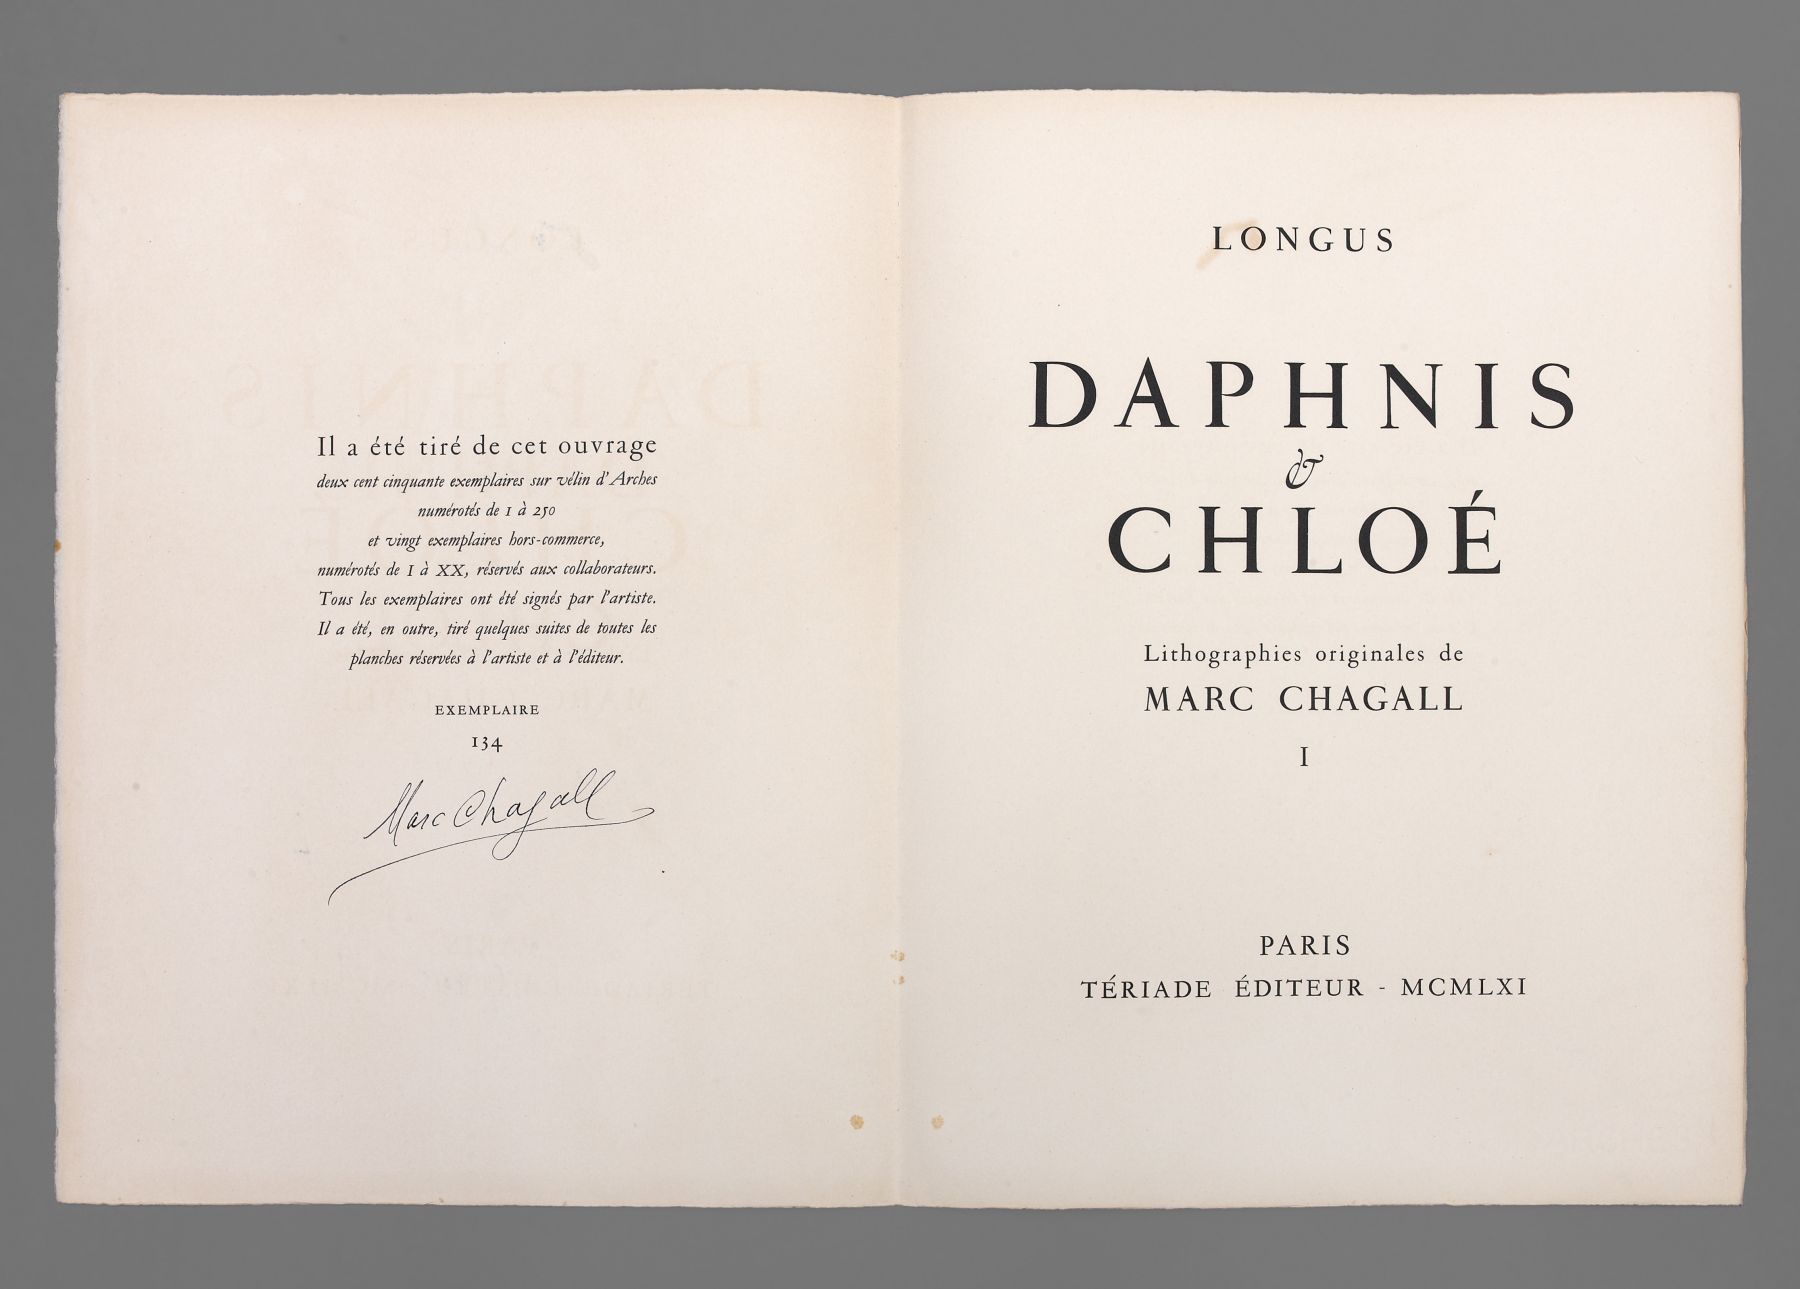 Il a été tiré de cet ouvrage
deux cent cinquante exemplaires sur vélin d'Arches
numérotés de 1 à 250
et vingt exemplaires hors-commerce,
numérotés de I à XX, réservés aux collaborateurs.
Tous les exemplaires ont été signés par l'artiste.
Il a été, en outre, tiré quelques suites de toutes les
planches réservées à l'artiste et à l'éditeur.
EXEMPLAIRE
134
Marc Chagall
LONGUS
DAPHNIS
&
CHLOÉ
Lithographies originales de
MARC CHAGALL
I
PARIS
TÉRIADE ÉDITEUR - MCMLXI